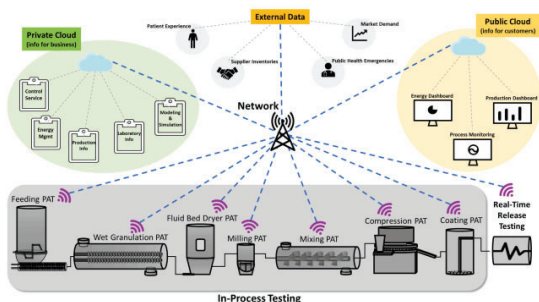 External Data
Patient Experience
Market Demand
Supplier Inventories
Public Health Emergencies
Private Cloud
(info for business)
Control
Service
Energy
Mgmt
Production
Info
Laboratory
Info
Modeling
&
Simulation
Public Cloud
(info for customers)
Energy Dashboard
Production Dashboard
Process Monitoring
Network
Feeding PAT
Wet Granulation PAT
Fluid Bed Dryer PAT
Milling PAT
Mixing PAT
Compression PAT
Coating PAT
Real-Time
Release
Testing
In-Process Testing